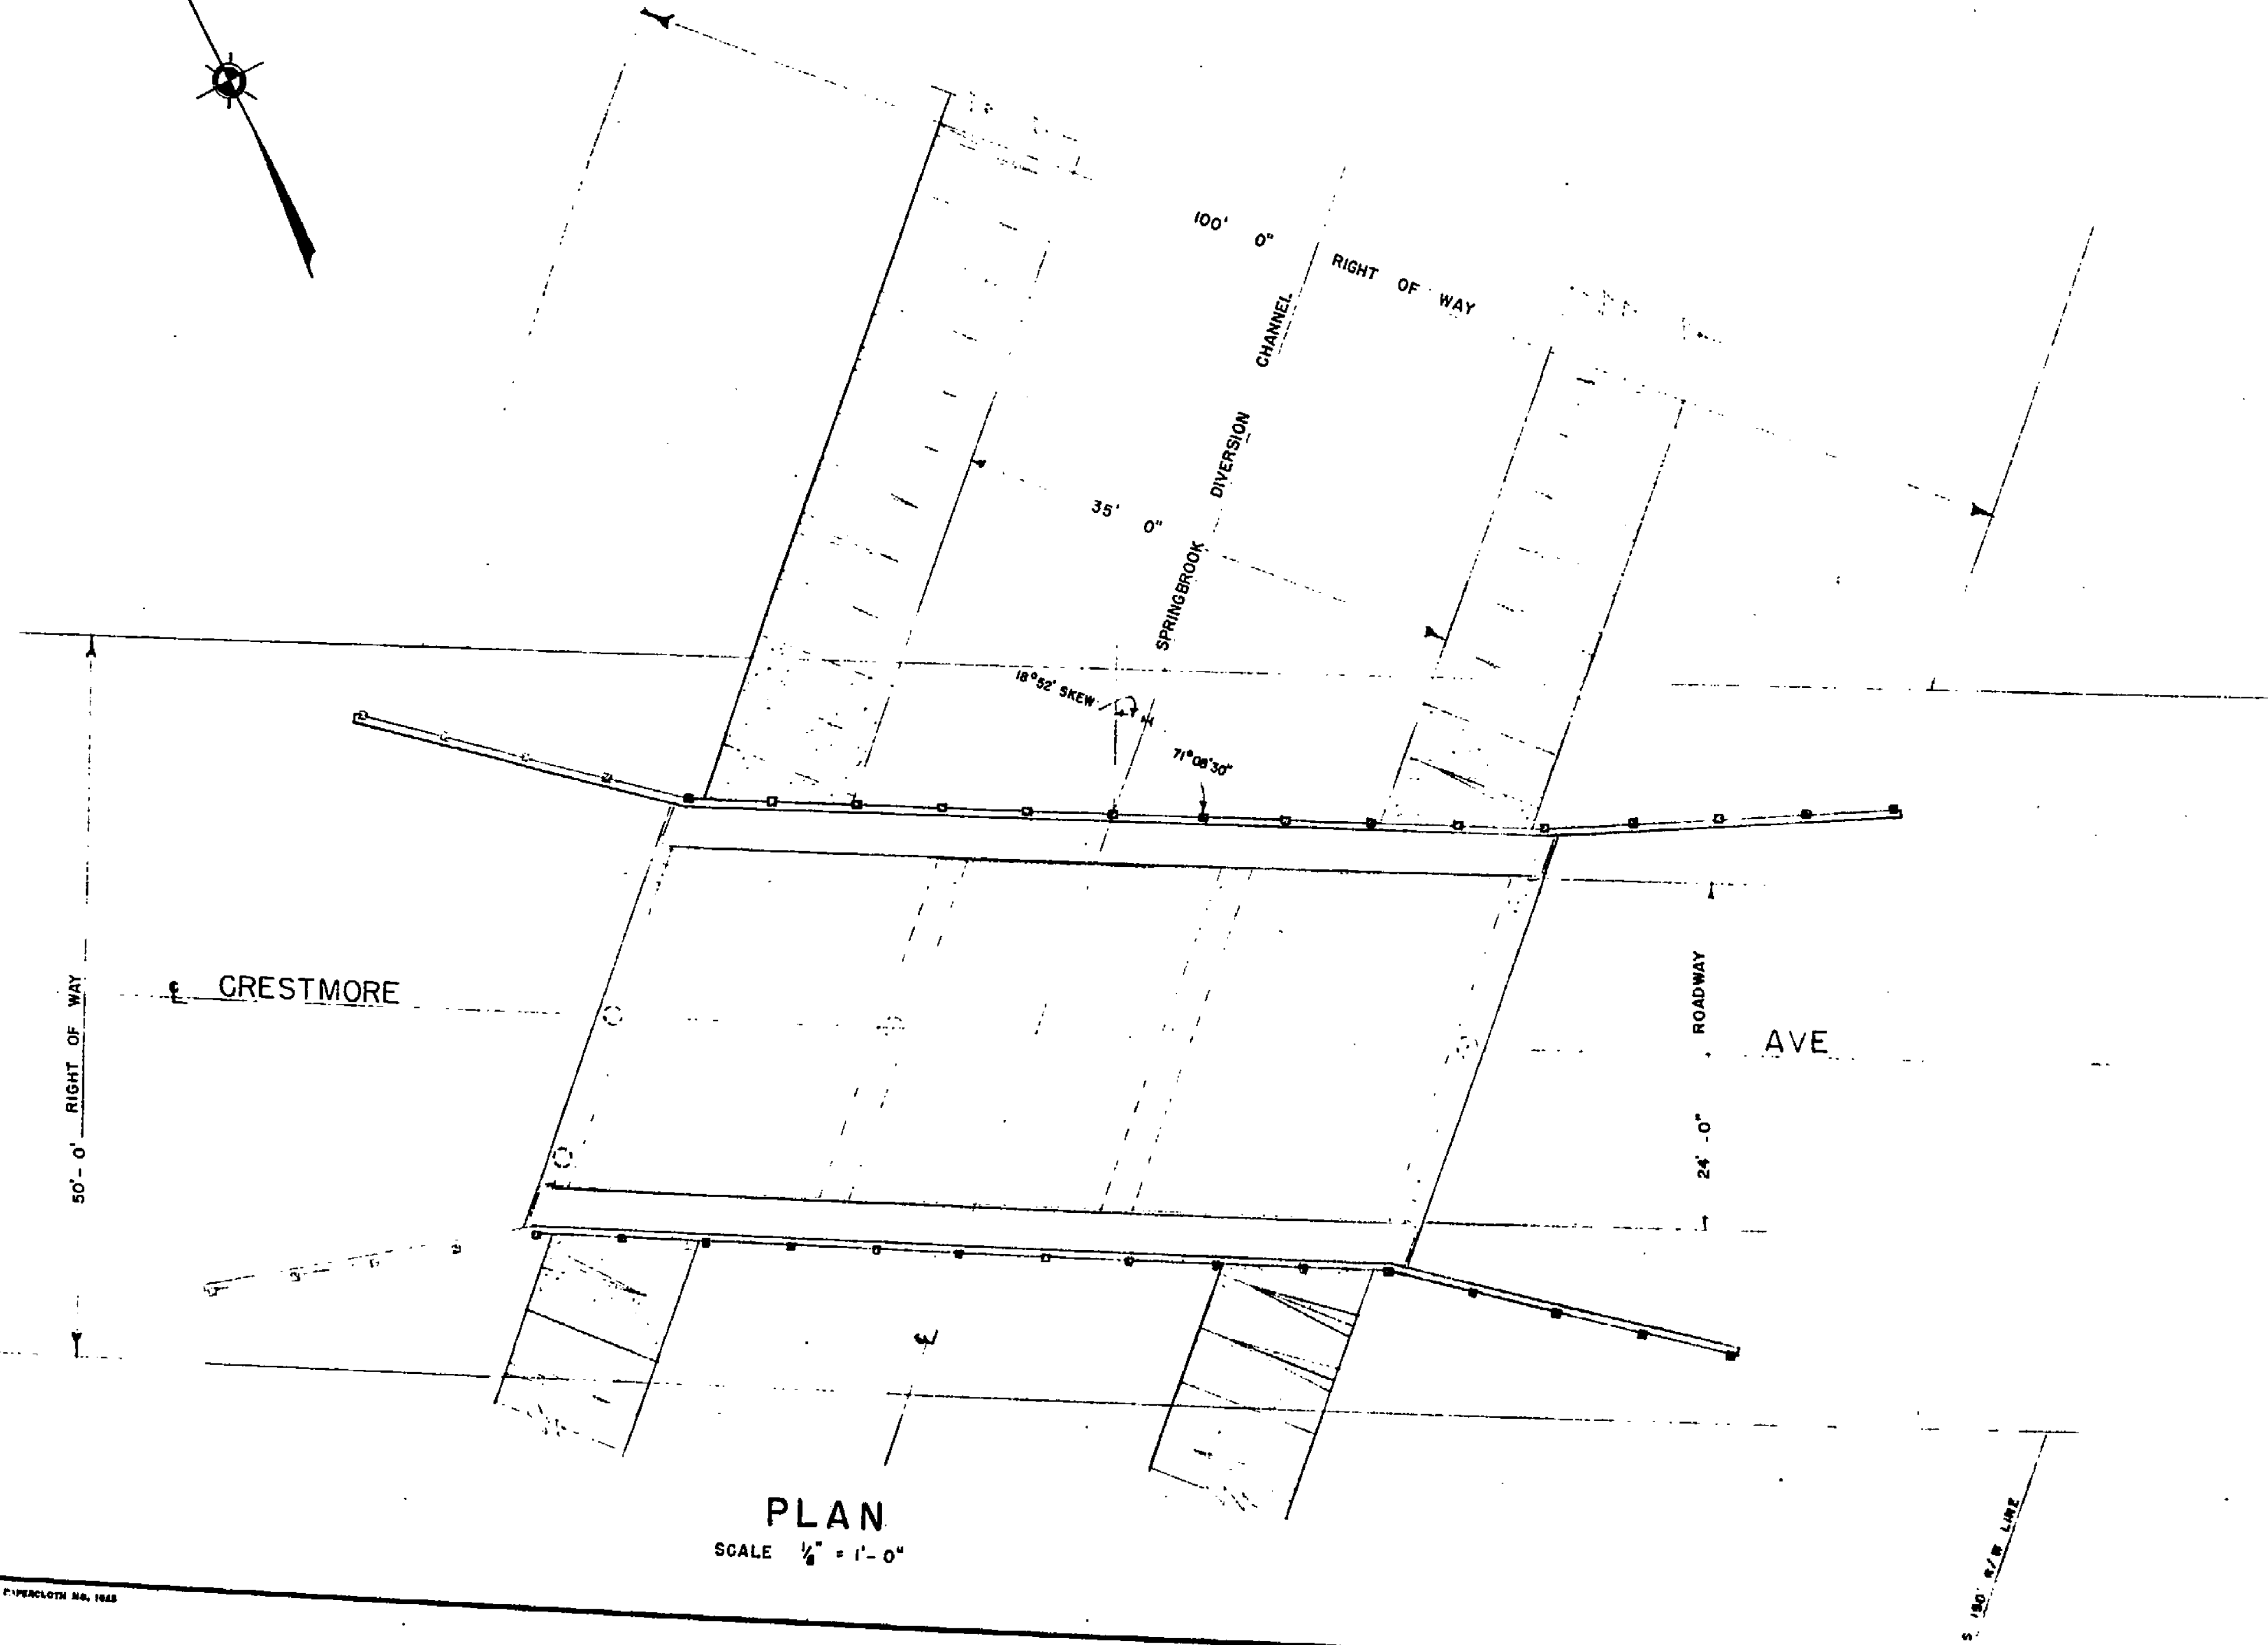 100' 0" RIGHT OF WAY
35' 0"
SPRINGBROOK DIVERSION CHANNEL
18°52' SKEW
71°08'30"
50'-0' RIGHT OF WAY
℄ CRESTMORE AVE
24'-0" ROADWAY
℄
PLAN
SCALE 1/8" = 1'-0"
R/W LINE